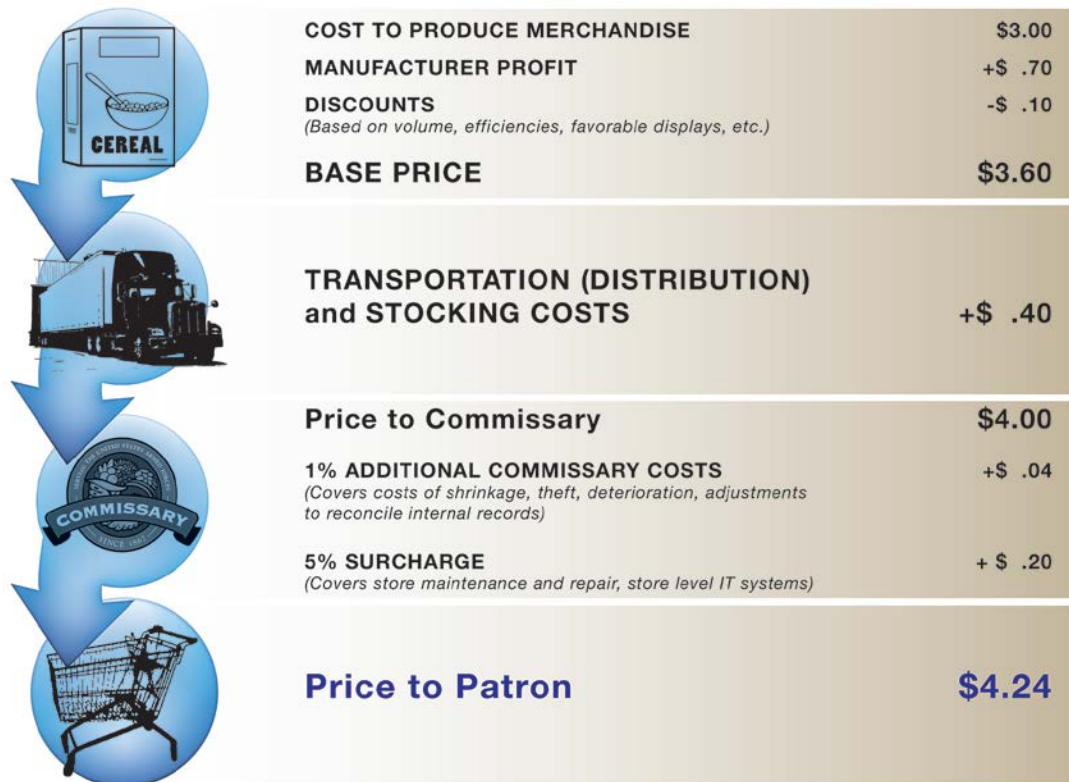 CEREAL
COST TO PRODUCE MERCHANDISE $3.00
MANUFACTURER PROFIT +$ .70
DISCOUNTS -$ .10
(Based on volume, efficiencies, favorable displays, etc.)
BASE PRICE $3.60
TRANSPORTATION (DISTRIBUTION)
and STOCKING COSTS +$ .40
COMMISSARY
SINCE 1867
Price to Commissary $4.00
1% ADDITIONAL COMMISSARY COSTS +$ .04
(Covers costs of shrinkage, theft, deterioration, adjustments
to reconcile internal records)
5% SURCHARGE + $ .20
(Covers store maintenance and repair, store level IT systems)
Price to Patron $4.24